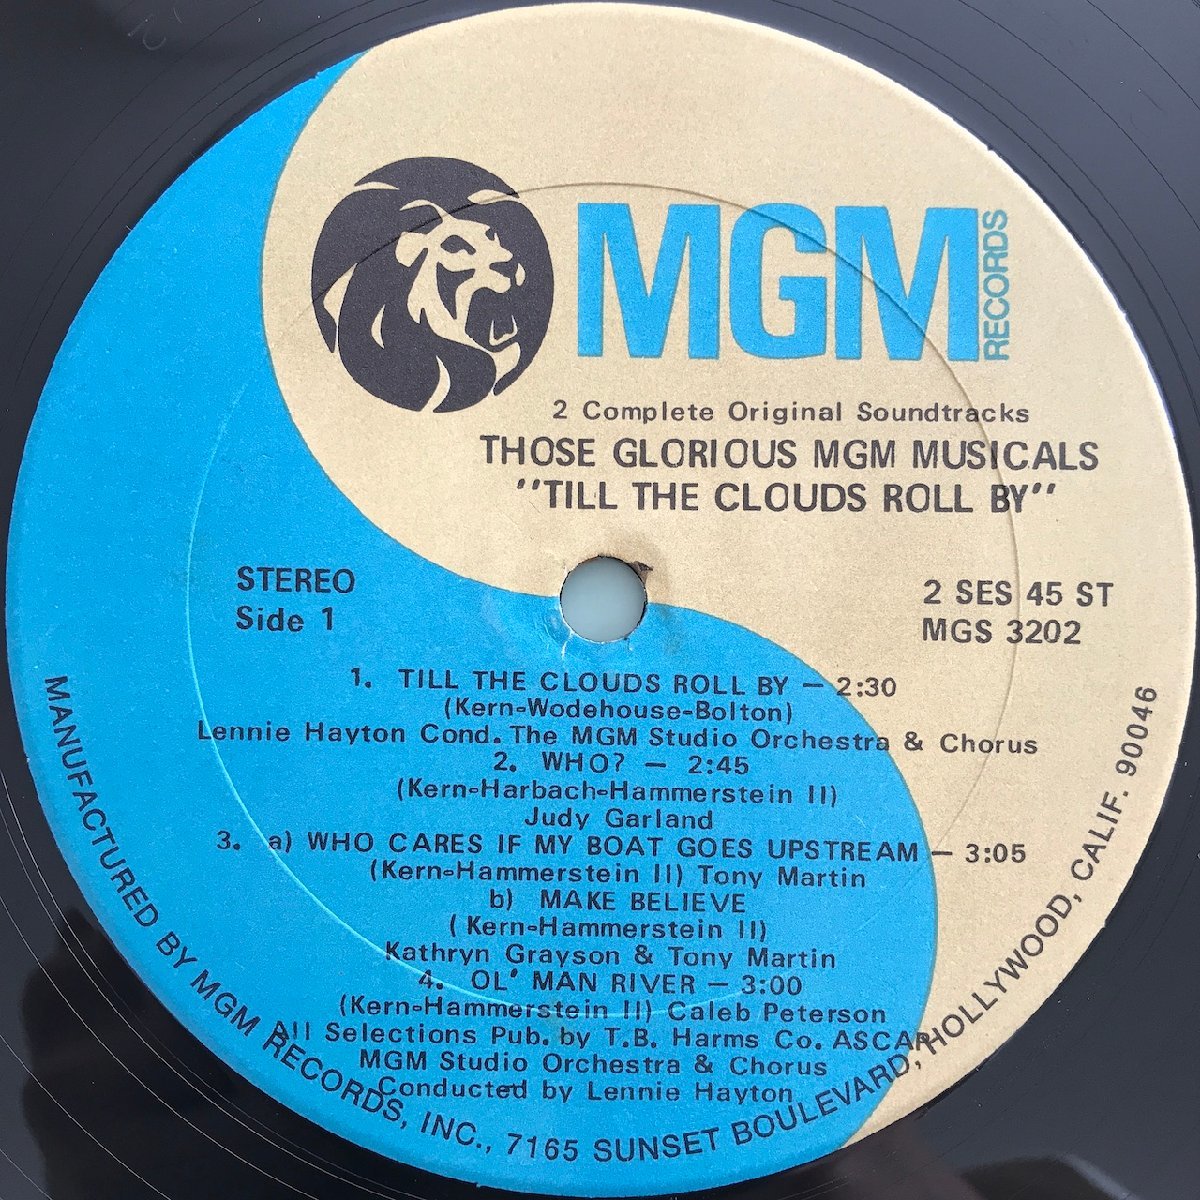 MGM RECORDS
2 Complete Original Soundtracks
THOSE GLORIOUS MGM MUSICALS
"TILL THE CLOUDS ROLL BY"
STEREO
Side 1
2 SES 45 ST
MGS 3202
1. TILL THE CLOUDS ROLL BY — 2:30
(Kern-Wodehouse-Bolton)
Lennie Hayton Cond. The MGM Studio Orchestra & Chorus
2. WHO? — 2:45
(Kern-Harbach-Hammerstein II)
Judy Garland
3. a) WHO CARES IF MY BOAT GOES UPSTREAM — 3:05
(Kern-Hammerstein II) Tony Martin
b) MAKE BELIEVE
(Kern-Hammerstein II)
Kathryn Grayson & Tony Martin
4. OL' MAN RIVER — 3:00
(Kern-Hammerstein II) Caleb Peterson
All Selections Pub. by T.B. Harms Co. ASCAP
MGM Studio Orchestra & Chorus
Conducted by Lennie Hayton
MANUFACTURED BY MGM RECORDS, INC., 7165 SUNSET BOULEVARD, HOLLYWOOD, CALIF. 90046